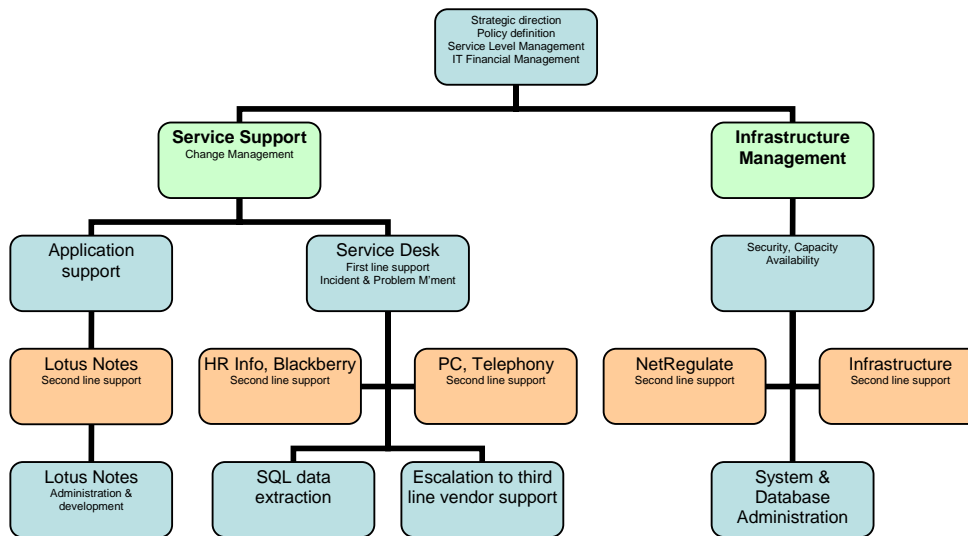 Strategic direction
Policy definition
Service Level Management
IT Financial Management
Service Support
Change Management
Infrastructure
Management
Application
support
Service Desk
First line support
Incident & Problem M'ment
Security, Capacity
Availability
Lotus Notes
Second line support
HR Info, Blackberry
Second line support
PC, Telephony
Second line support
NetRegulate
Second line support
Infrastructure
Second line support
Lotus Notes
Administration &
development
SQL data
extraction
Escalation to third
line vendor support
System &
Database
Administration